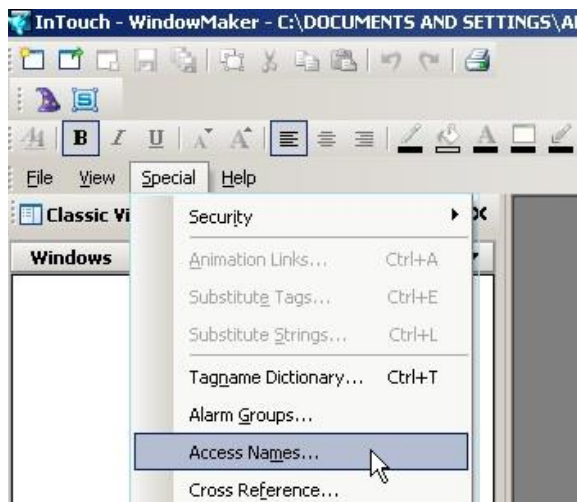 InTouch - WindowMaker - C:\DOCUMENTS AND SETTINGS\A
B I U A A A
File View Special Help
Classic Vi
Windows
Security
Animation Links... Ctrl+A
Substitute Tags... Ctrl+E
Substitute Strings... Ctrl+L
Tagname Dictionary... Ctrl+T
Alarm Groups...
Access Names...
Cross Reference...